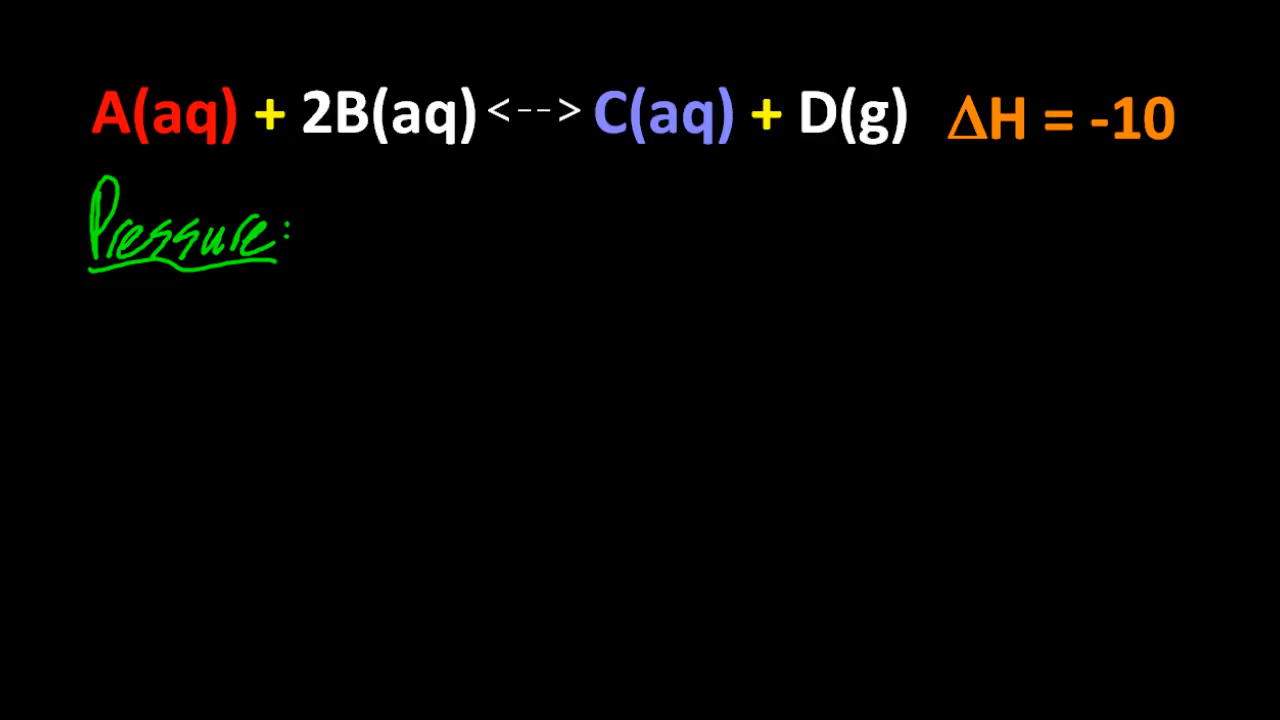 A(aq) + 2B(aq) <--> C(aq) + D(g) ΔH = -10
Pressure: